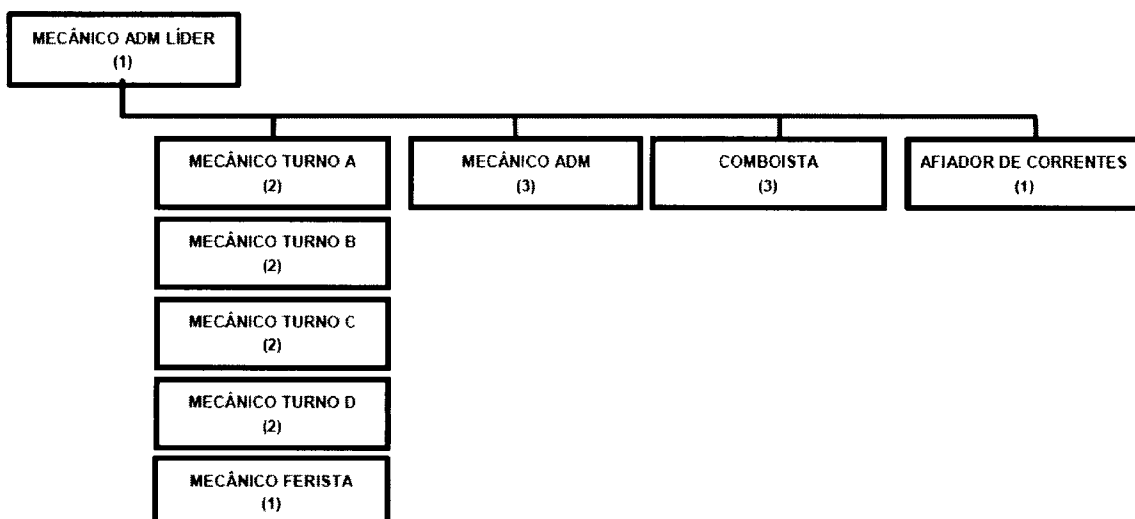 MECÂNICO ADM LÍDER
(1)
MECÂNICO TURNO A
(2)
MECÂNICO ADM
(3)
COMBOISTA
(3)
AFIADOR DE CORRENTES
(1)
MECÂNICO TURNO B
(2)
MECÂNICO TURNO C
(2)
MECÂNICO TURNO D
(2)
MECÂNICO FERISTA
(1)